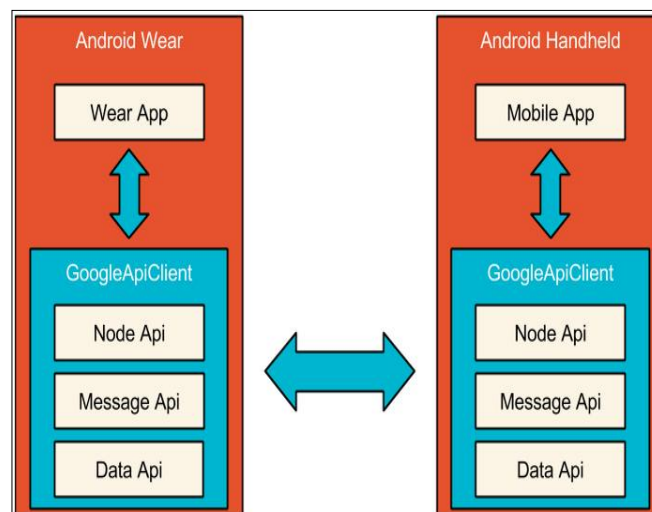 Android Wear
Wear App
GoogleApiClient
Node Api
Message Api
Data Api
Android Handheld
Mobile App
GoogleApiClient
Node Api
Message Api
Data Api